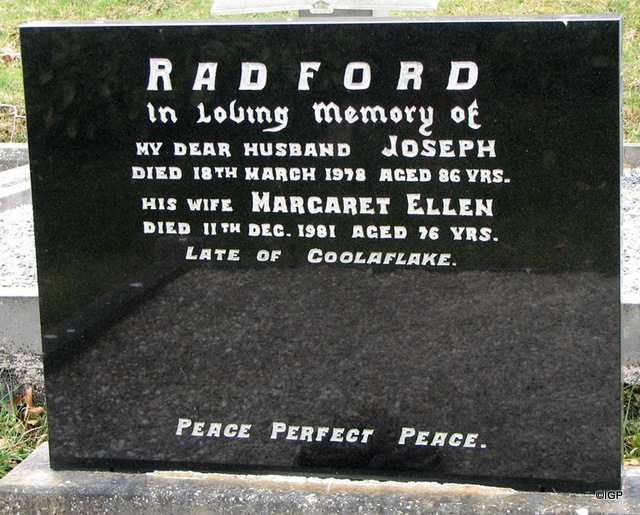 RADFORD
In Loving Memory of
MY DEAR HUSBAND JOSEPH
DIED 18TH MARCH 1978 AGED 86 YRS.
HIS WIFE MARGARET ELLEN
DIED 11TH DEC. 1981 AGED 76 YRS.
LATE OF COOLAFLAKE.
PEACE PERFECT PEACE.
©IGP